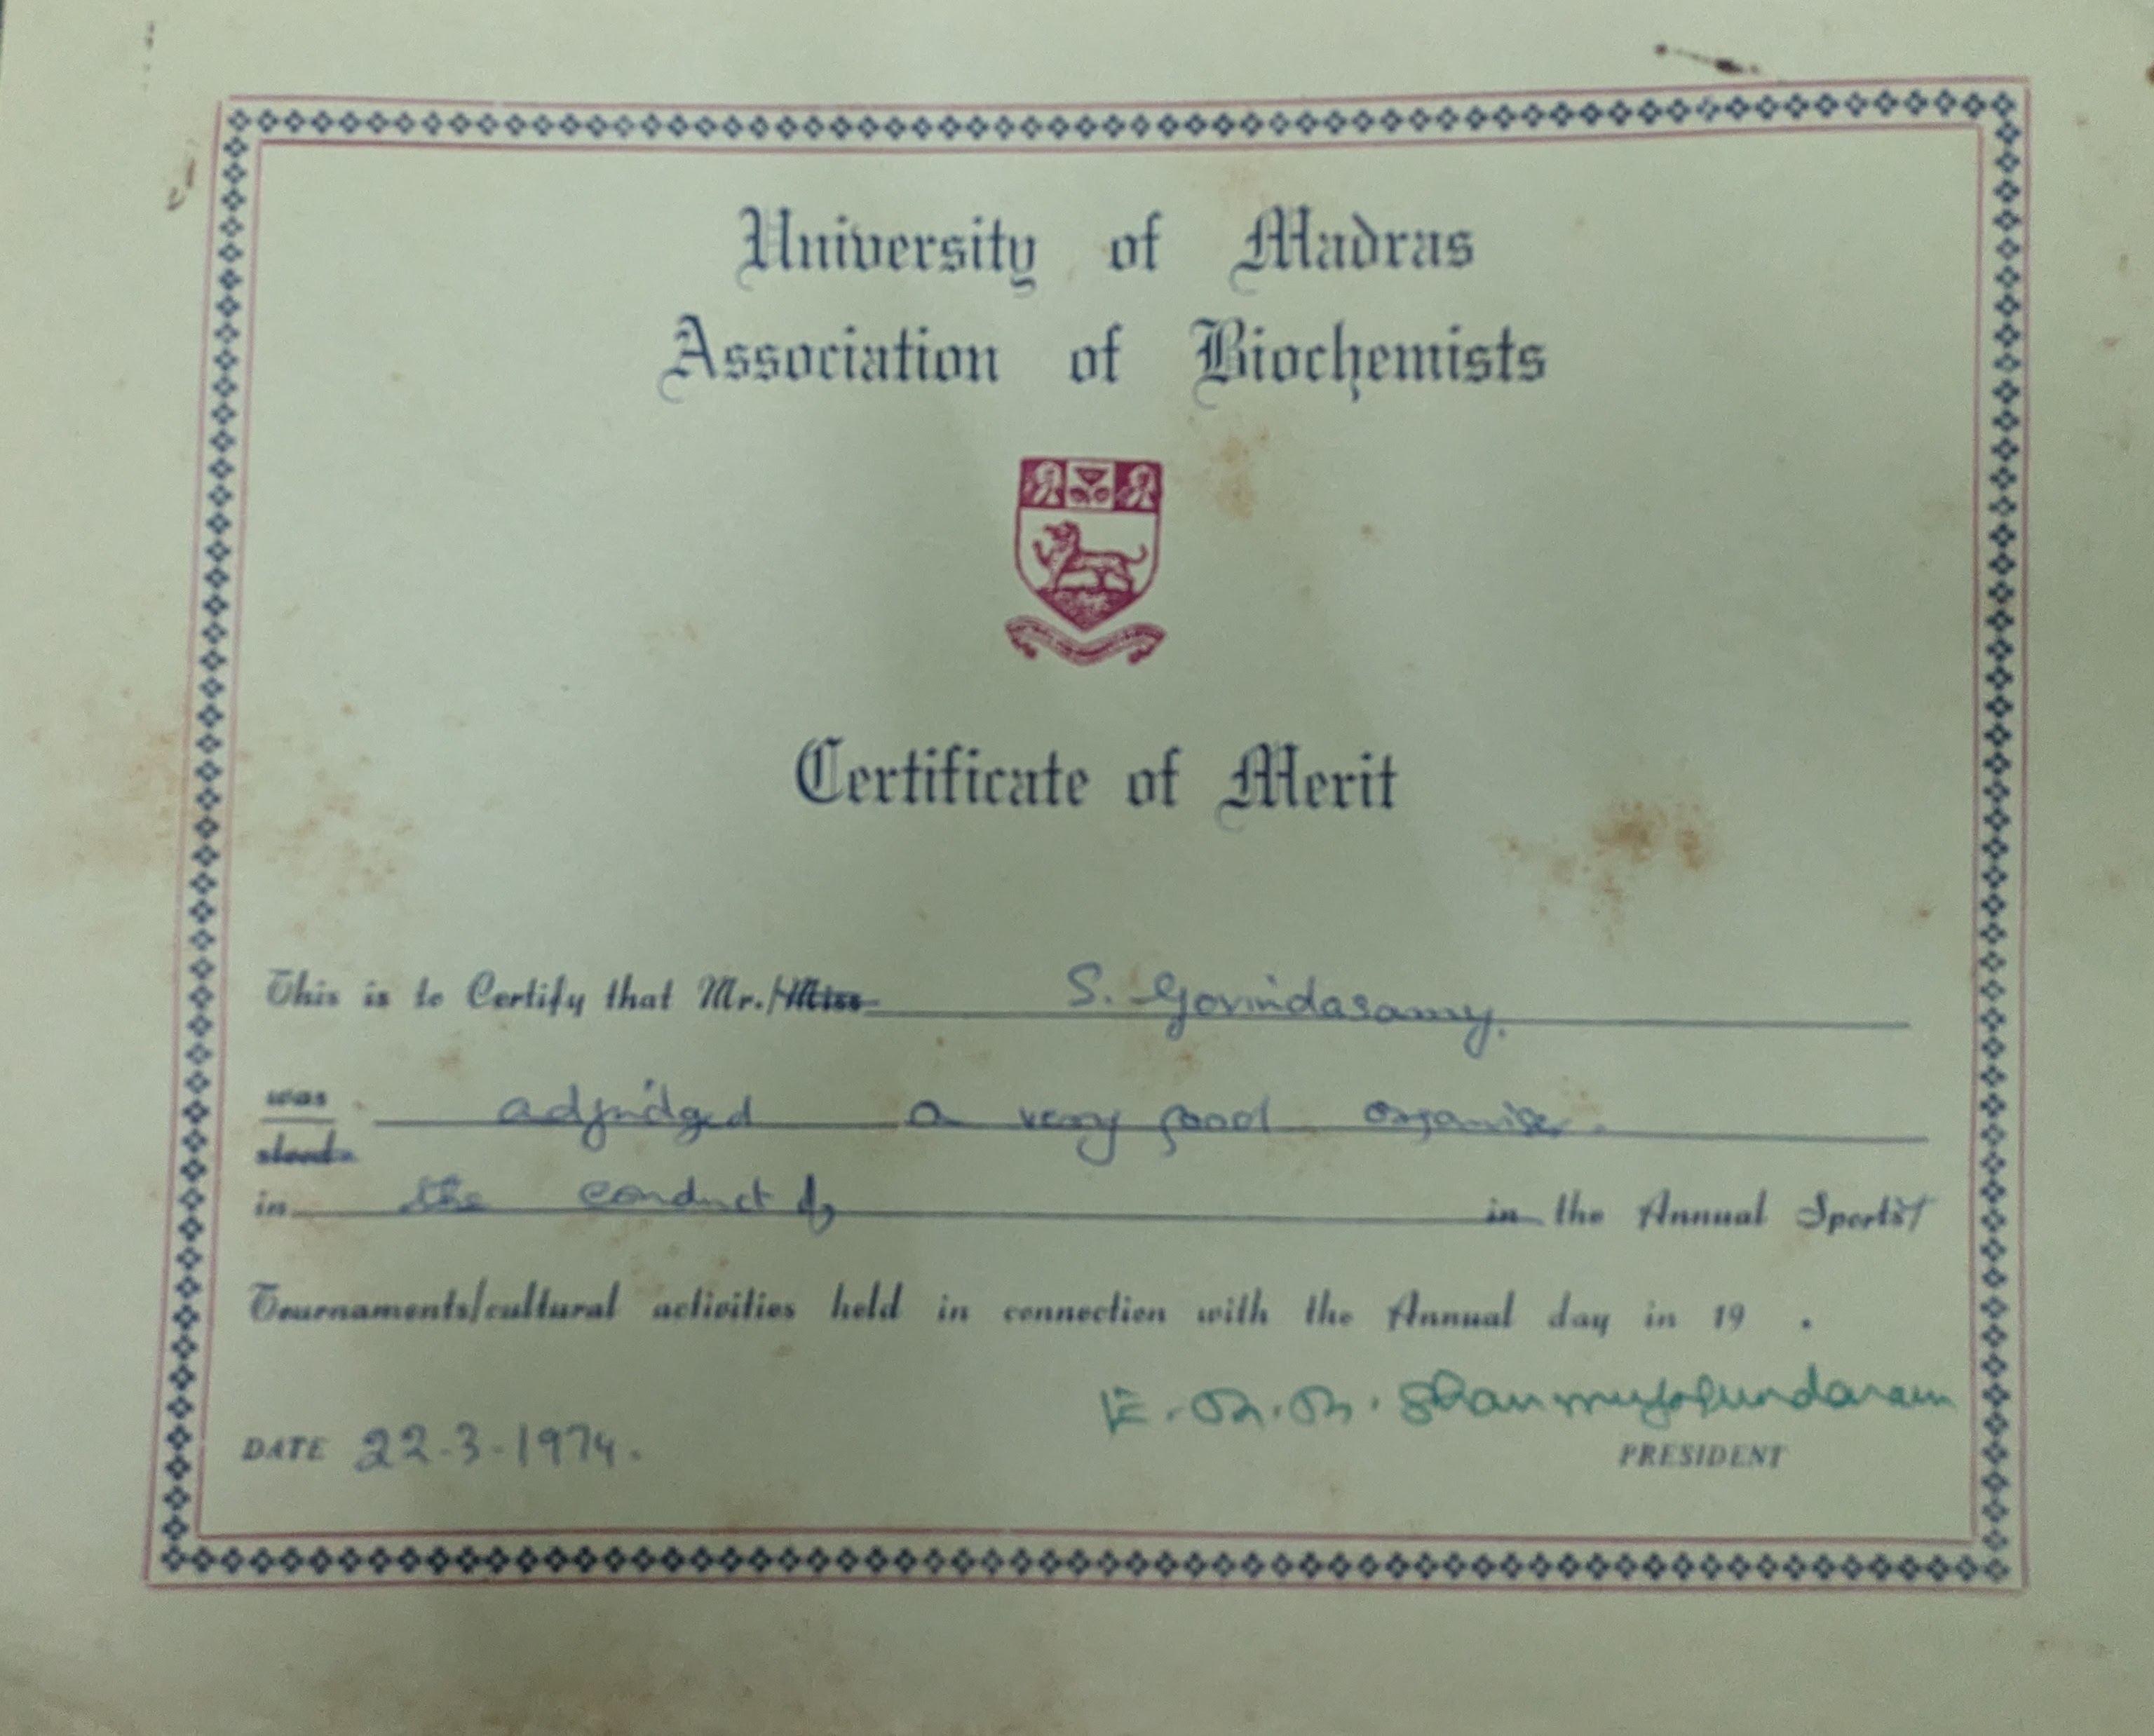 University of Madras
Association of Biochemists
Certificate of Merit
This is to Certify that Mr./Miss S. Govindasamy.
was adjudged a very good organiser.
stood
in the conduct of in the Annual Sports/
Tournaments/cultural activities held in connection with the Annual day in 19 .
E. R. B. Shanmugasundaram
DATE 22-3-1974.
PRESIDENT